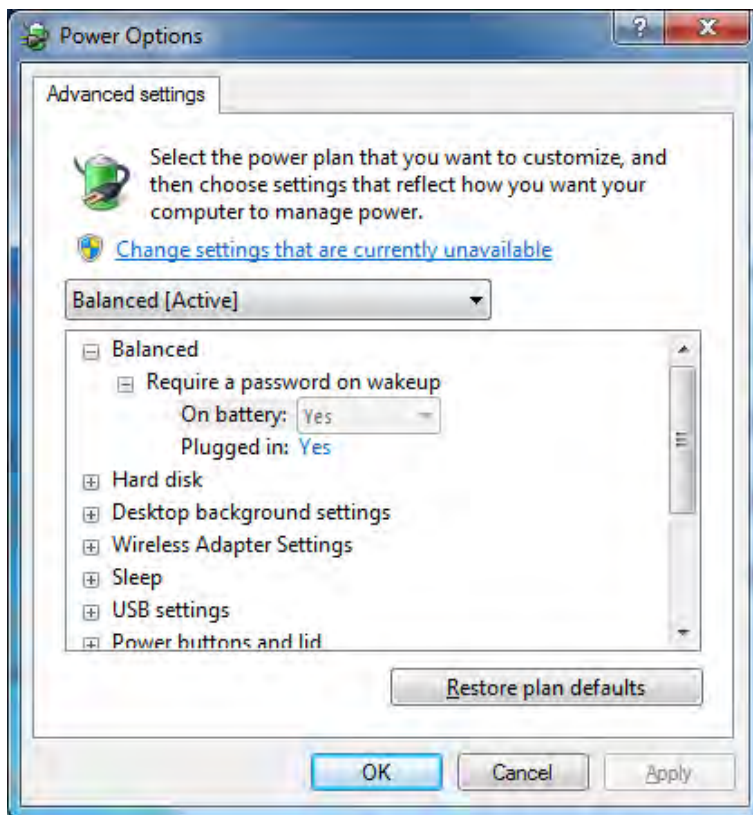 Power Options
Advanced settings
Select the power plan that you want to customize, and
then choose settings that reflect how you want your
computer to manage power.
Change settings that are currently unavailable
Balanced [Active]
Balanced
Require a password on wakeup
On battery: Yes
Plugged in: Yes
Hard disk
Desktop background settings
Wireless Adapter Settings
Sleep
USB settings
Power buttons and lid
Restore plan defaults
OK Cancel Apply